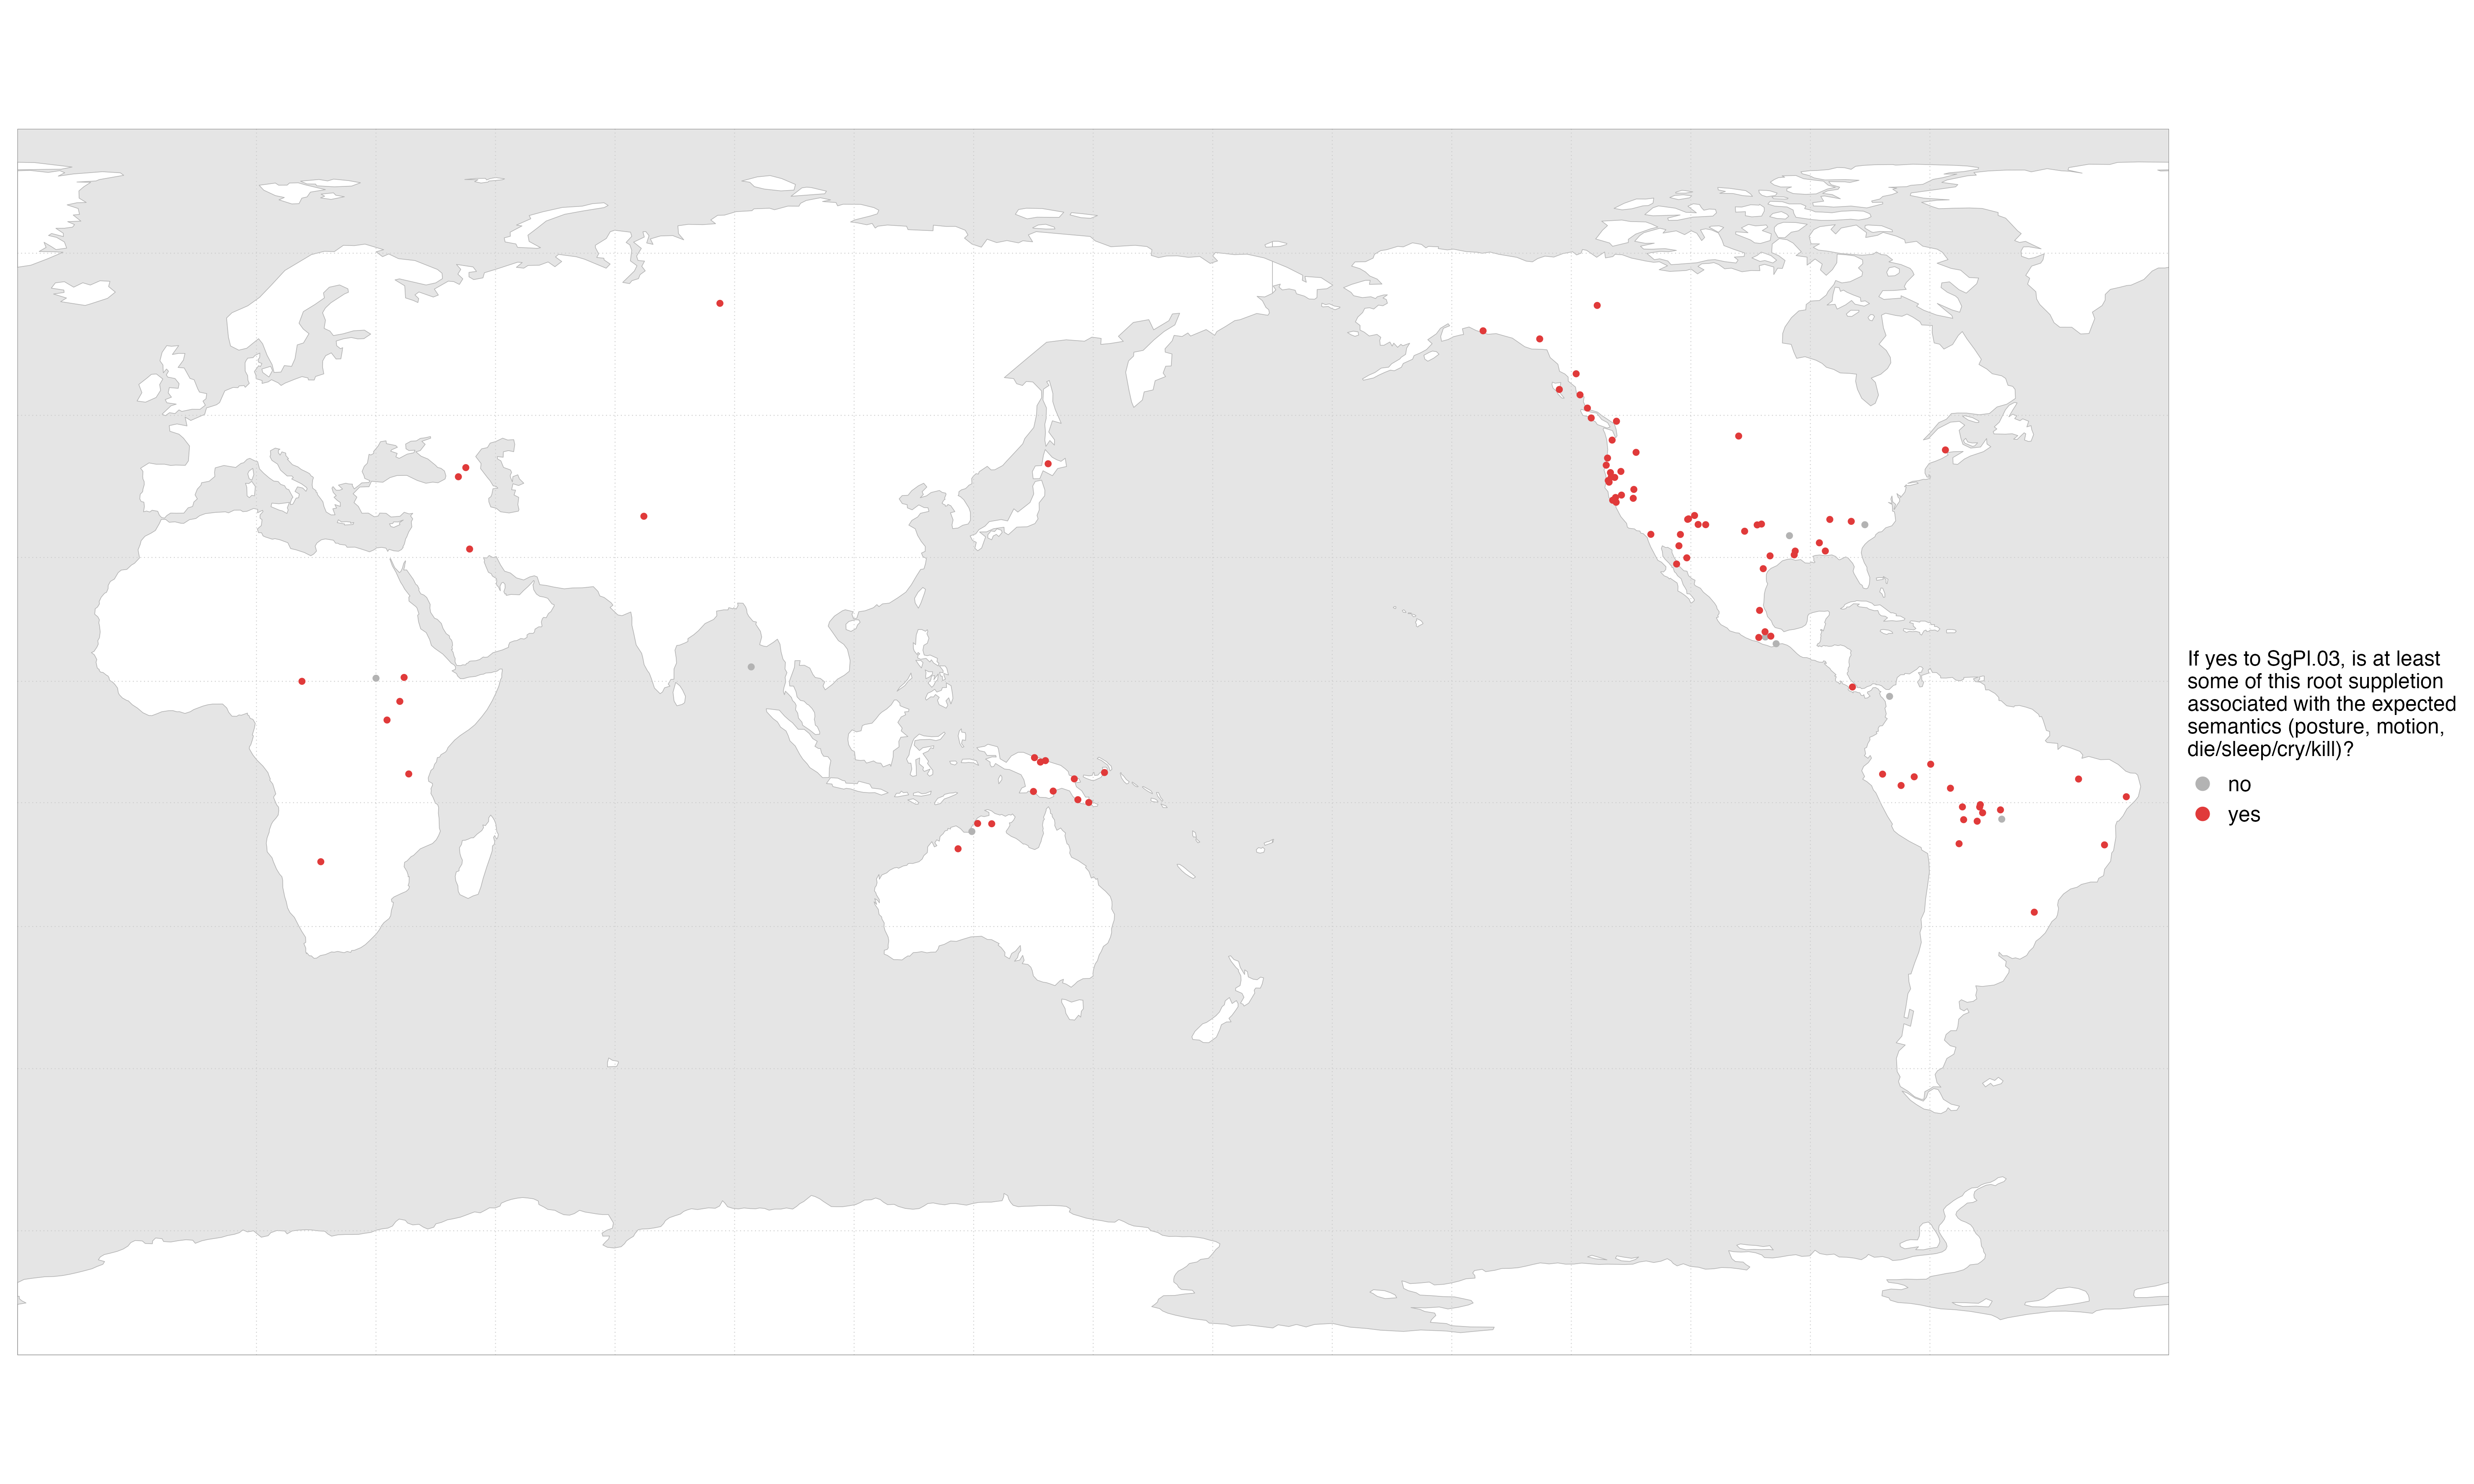 If yes to SgPl.03, is at least
some of this root suppletion
associated with the expected
semantics (posture, motion,
die/sleep/cry/kill)?
no
yes